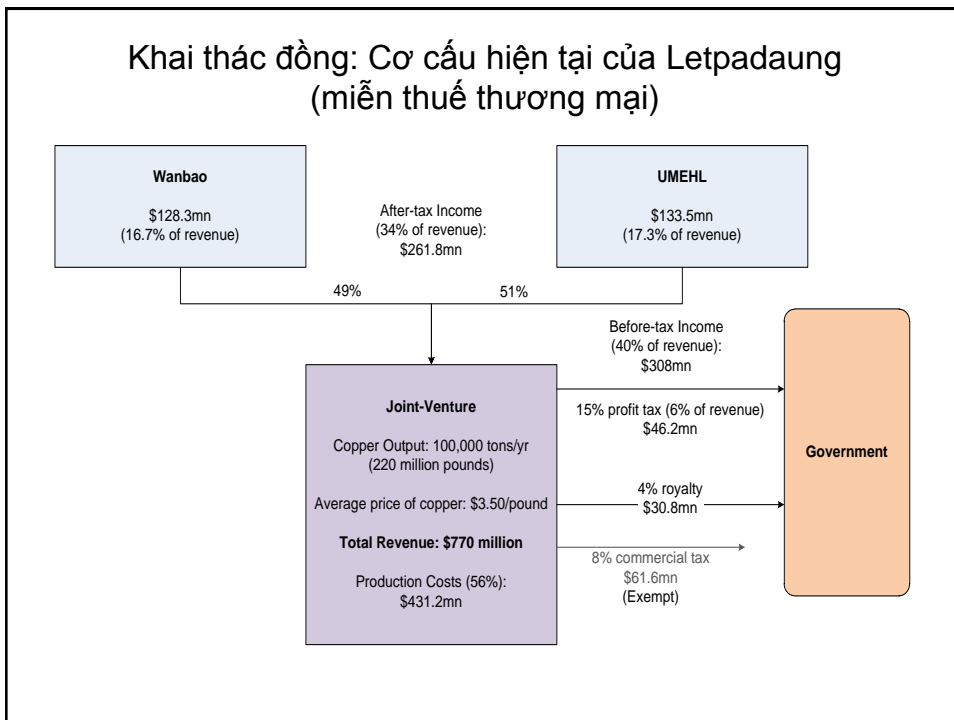 Khai thác đồng: Cơ cấu hiện tại của Letpadaung
(miễn thuế thương mại)
Wanbao
$128.3mn
(16.7% of revenue)
After-tax Income
(34% of revenue):
$261.8mn
UMEHL
$133.5mn
(17.3% of revenue)
49%
51%
Before-tax Income
(40% of revenue):
$308mn
15% profit tax (6% of revenue)
$46.2mn
4% royalty
$30.8mn
8% commercial tax
$61.6mn
(Exempt)
Joint-Venture
Copper Output: 100,000 tons/yr
(220 million pounds)
Average price of copper: $3.50/pound
Total Revenue: $770 million
Production Costs (56%):
$431.2mn
Government